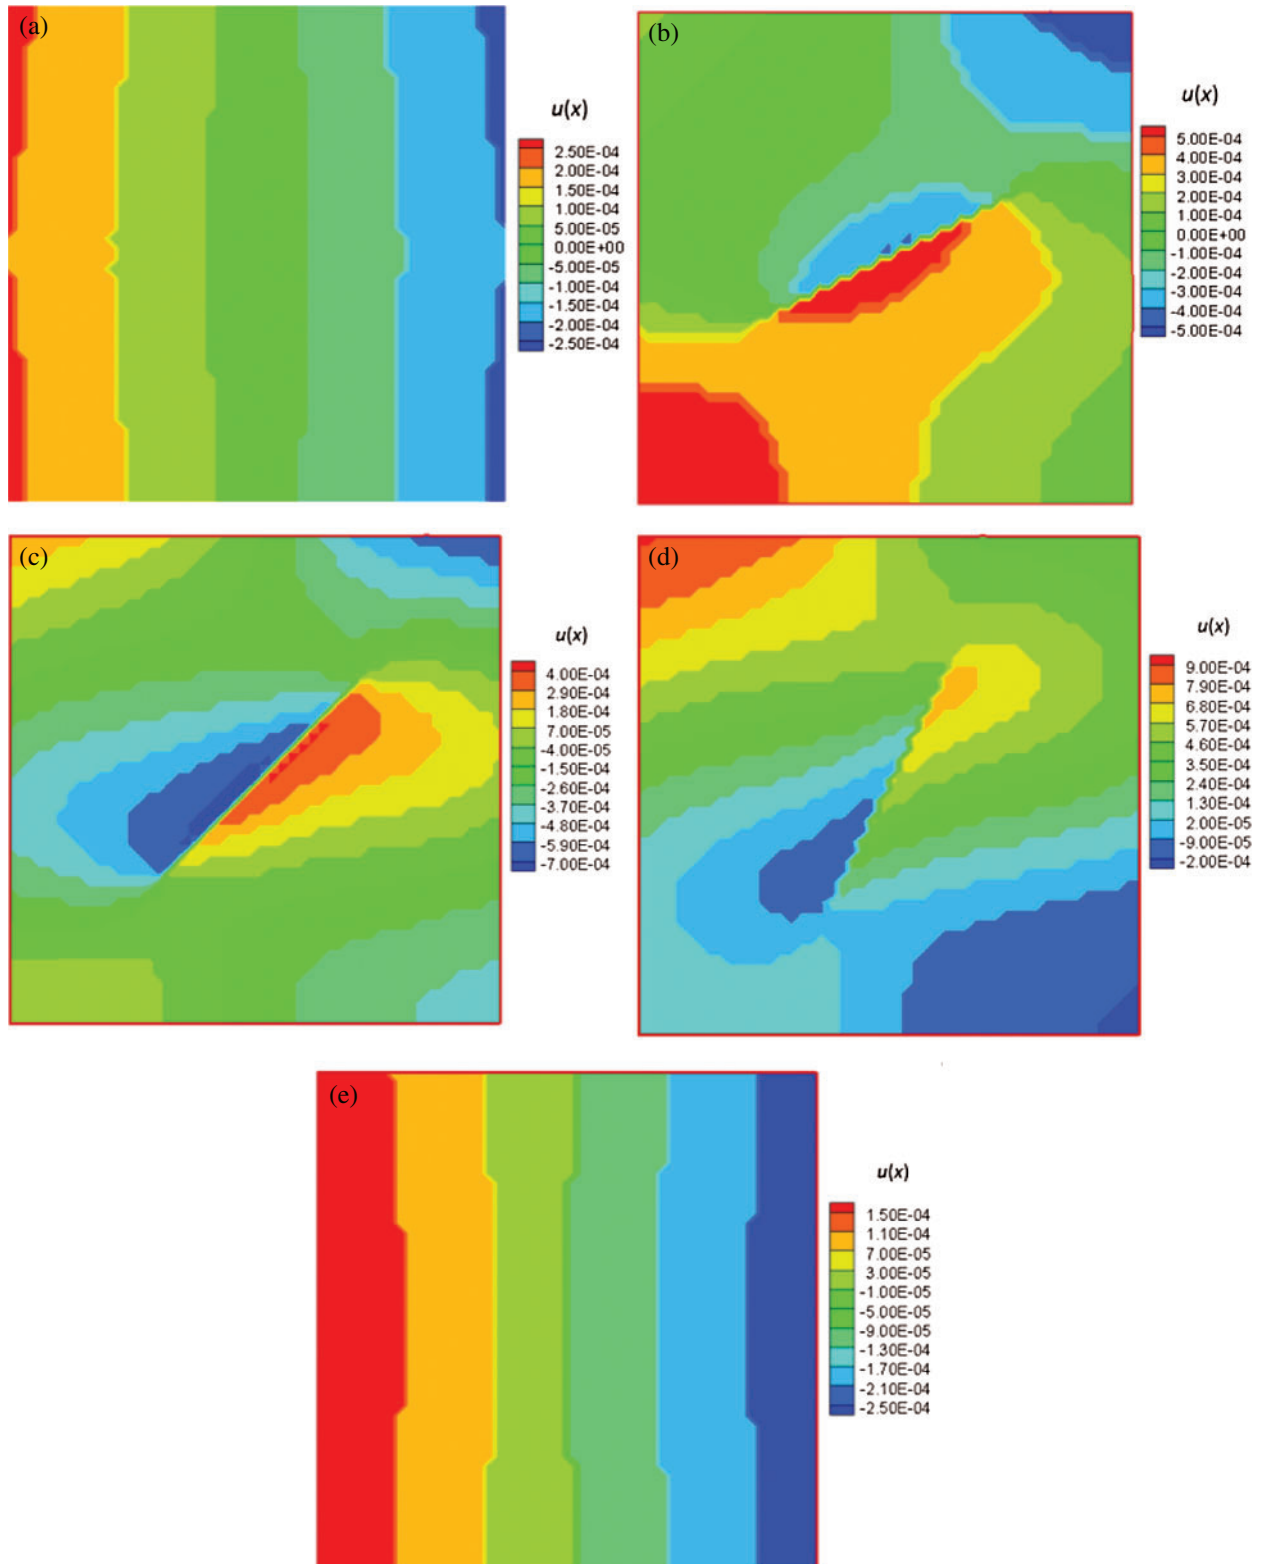 (a)
u(x)
2.50E-04
2.00E-04
1.50E-04
1.00E-04
5.00E-05
0.00E+00
-5.00E-05
-1.00E-04
-1.50E-04
-2.00E-04
-2.50E-04
(b)
u(x)
5.00E-04
4.00E-04
3.00E-04
2.00E-04
1.00E-04
0.00E+00
-1.00E-04
-2.00E-04
-3.00E-04
-4.00E-04
-5.00E-04
(c)
u(x)
4.00E-04
2.90E-04
1.80E-04
7.00E-05
-4.00E-05
-1.50E-04
-2.60E-04
-3.70E-04
-4.80E-04
-5.90E-04
-7.00E-04
(d)
u(x)
9.00E-04
7.90E-04
6.80E-04
5.70E-04
4.60E-04
3.50E-04
2.40E-04
1.30E-04
2.00E-05
-9.00E-05
-2.00E-04
(e)
u(x)
1.50E-04
1.10E-04
7.00E-05
3.00E-05
-1.00E-05
-5.00E-05
-9.00E-05
-1.30E-04
-1.70E-04
-2.10E-04
-2.50E-04